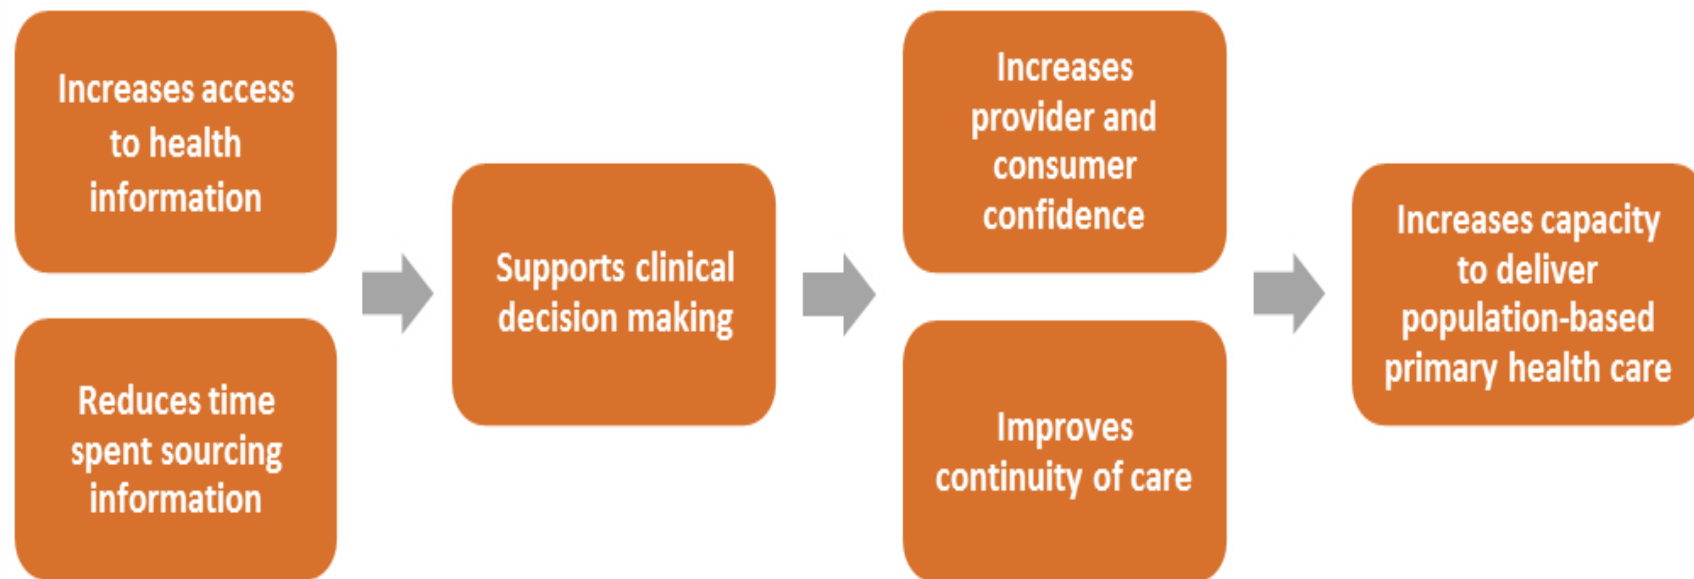 Increases access
to health
information
Reduces time
spent sourcing
information
Supports clinical
decision making
Increases
provider and
consumer
confidence
Improves
continuity of care
Increases capacity
to deliver
population-based
primary health care